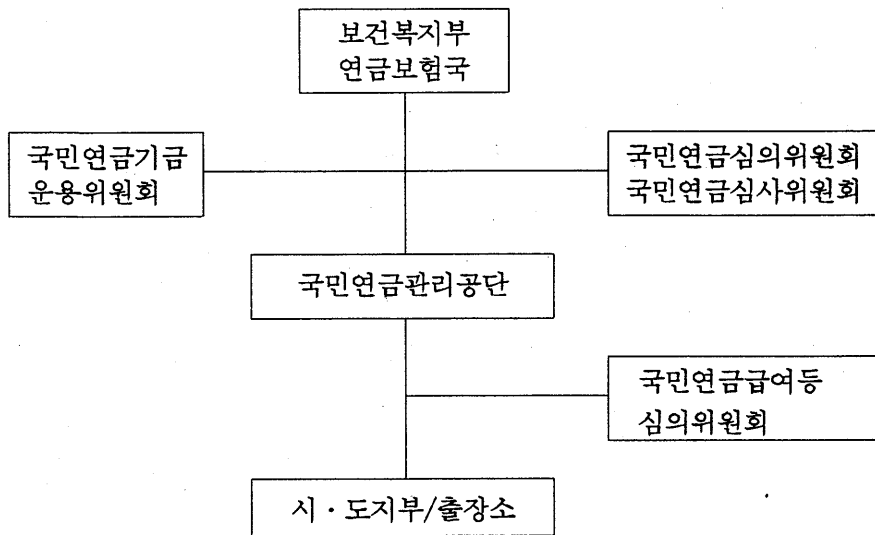 보건복지부
연금보험국
국민연금기금
운용위원회
국민연금심의위원회
국민연금심사위원회
국민연금관리공단
국민연금급여등
심의위원회
시·도지부/출장소